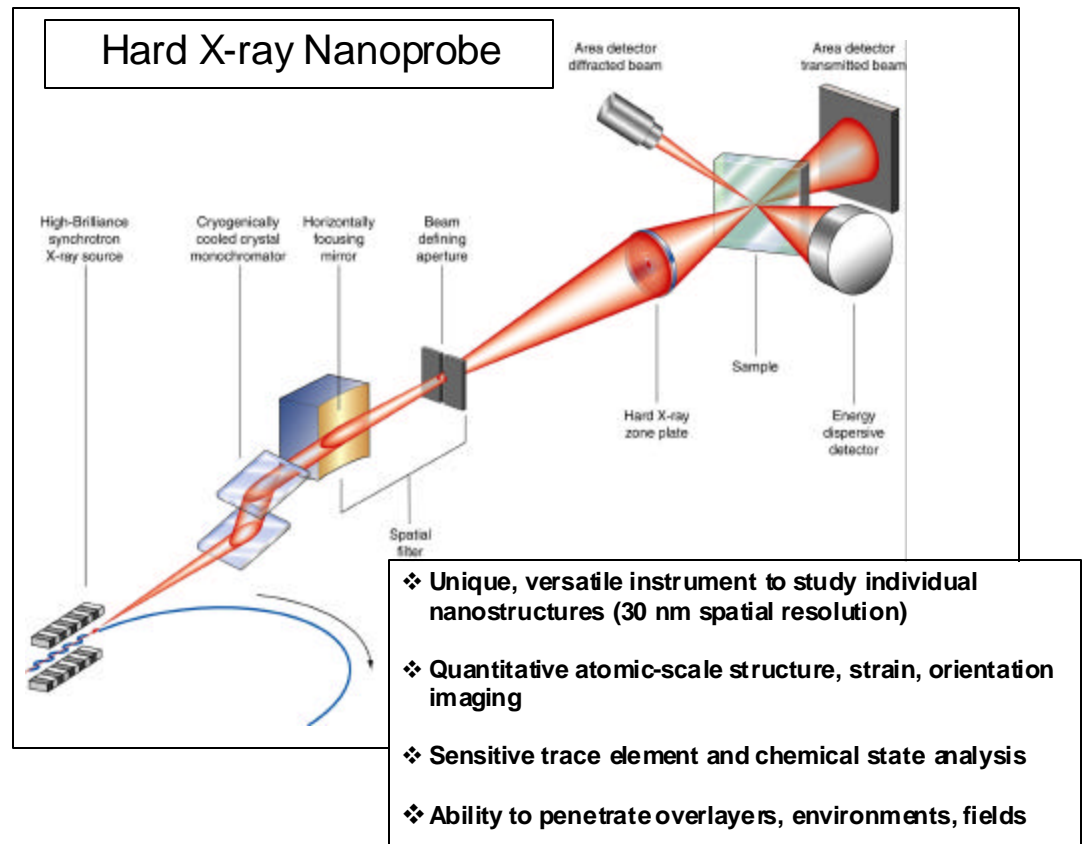 Hard X-ray Nanoprobe
Area detector
diffracted beam
Area detector
transmitted beam
High-Brilliance
synchrotron
X-ray source
Cryogenically
cooled crystal
monochromator
Horizontally
focusing
mirror
Beam
defining
aperture
Sample
Hard X-ray
zone plate
Energy
dispersive
detector
Spatial
filter
❖ Unique, versatile instrument to study individual
nanostructures (30 nm spatial resolution)
❖ Quantitative atomic-scale structure, strain, orientation
imaging
❖ Sensitive trace element and chemical state analysis
❖ Ability to penetrate overlayers, environments, fields